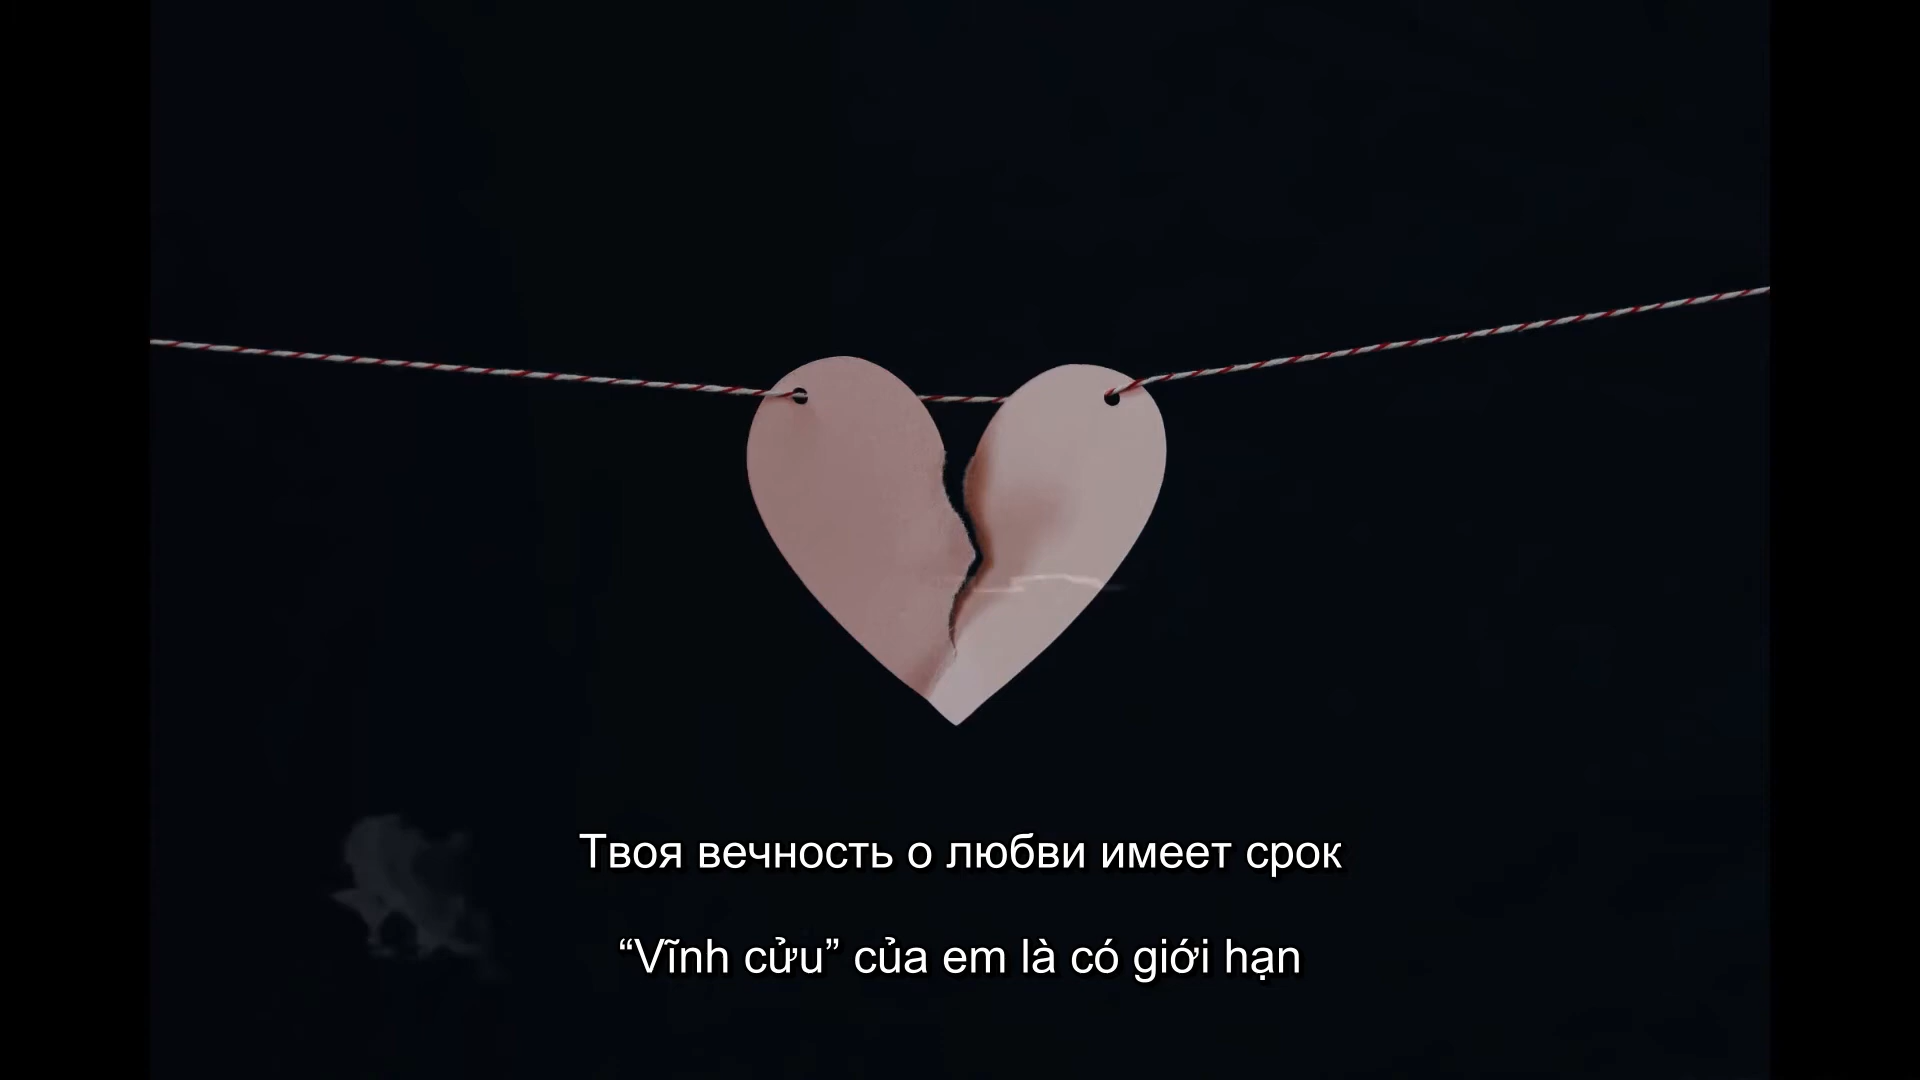 Твоя вечность о любви имеет срок
“Vĩnh cửu” của em là có giới hạn